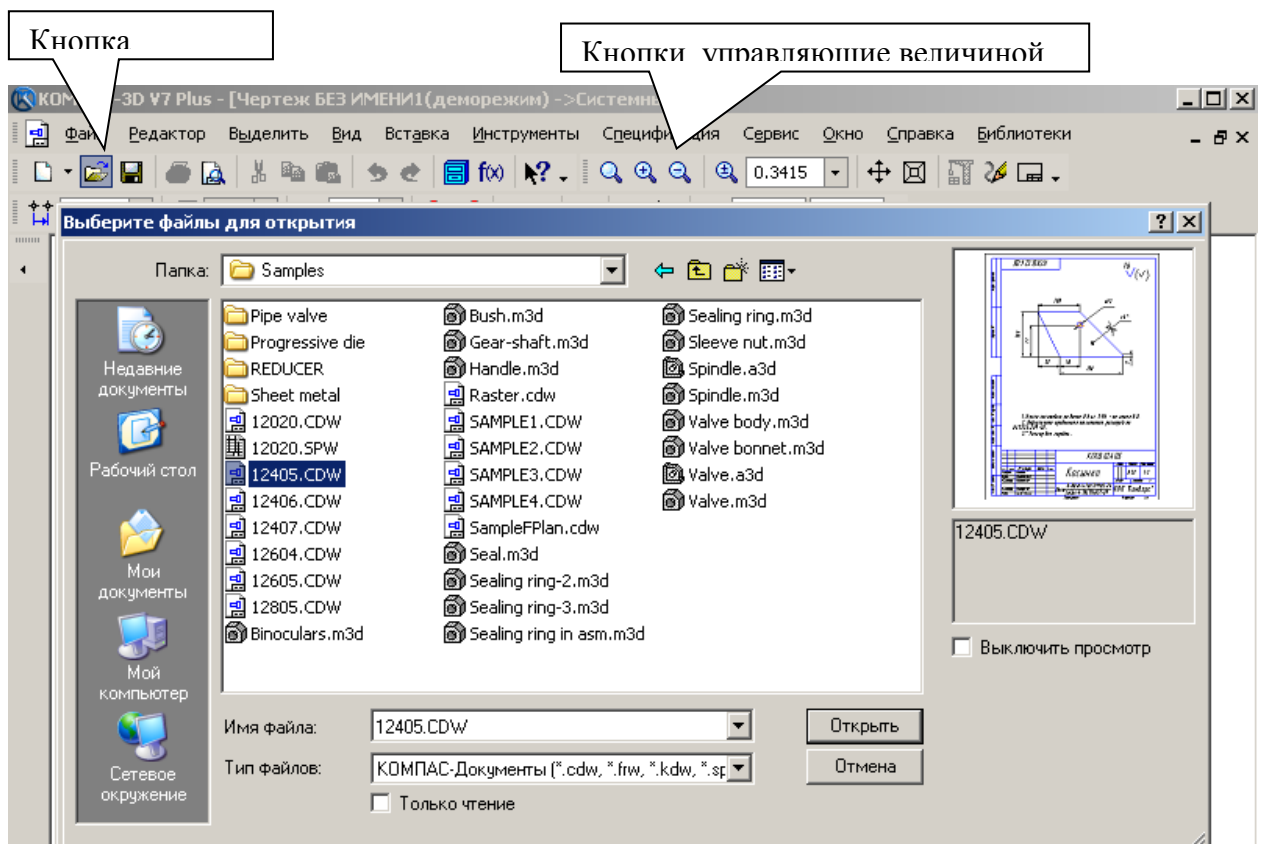 Кнопка
Кнопки управляющие величиной
-3D V7 Plus - [Чертеж БЕЗ ИМЕНИ1(деморежим) ->Системн
Редактор Выделить Вид Вставка Инструменты Сервис Окно Справка Библиотеки
0.3415
Выберите файлы для открытия
Папка: Samples
Недавние документы
Рабочий стол
Мои документы
Мой компьютер
Сетевое окружение
Pipe valve
Progressive die
REDUCER
Sheet metal
12020.CDW
12020.SPW
12405.CDW
12406.CDW
12407.CDW
12604.CDW
12605.CDW
12805.CDW
Binoculars.m3d
Bush.m3d
Gear-shaft.m3d
Handle.m3d
Raster.cdw
SAMPLE1.CDW
SAMPLE2.CDW
SAMPLE3.CDW
SAMPLE4.CDW
SampleFPlan.cdw
Seal.m3d
Sealing ring-2.m3d
Sealing ring-3.m3d
Sealing ring in asm.m3d
Sealing ring.m3d
Sleeve nut.m3d
Spindle.a3d
Spindle.m3d
Valve body.m3d
Valve bonnet.m3d
Valve.a3d
Valve.m3d
Косынка
12405.CDW
Выключить просмотр
Имя файла: 12405.CDW Открыть
Тип файлов: КОМПАС-Документы (*.cdw, *.frw, *.kdw, *.sp Отмена
Только чтение